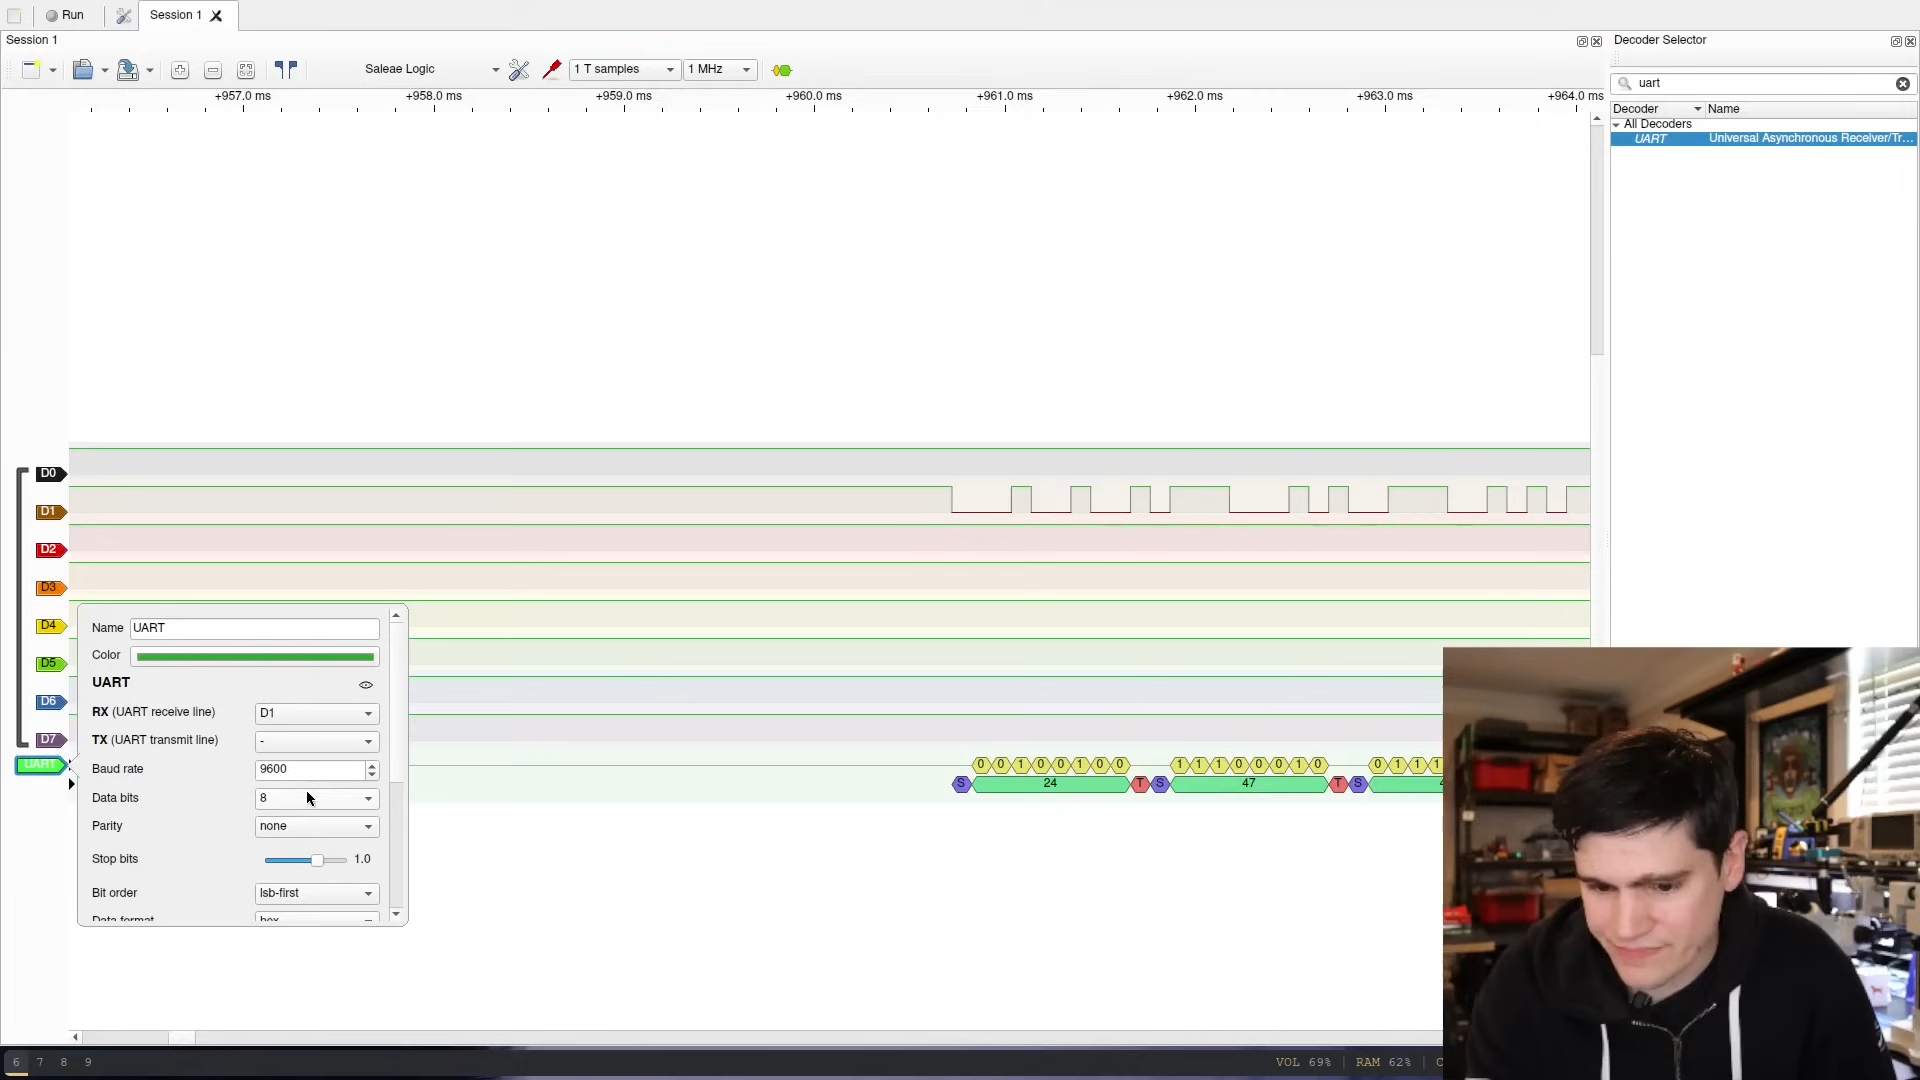 Run
Session 1
Session 1
Decoder Selector
Saleae Logic
1 T samples
1 MHz
uart
+957.0 ms +958.0 ms +959.0 ms +960.0 ms +961.0 ms +962.0 ms +963.0 ms +964.0 ms
Decoder Name
All Decoders
UART Universal Asynchronous Receiver/Tr...
D0
D1
D2
D3
D4
D5
D6
D7
UART
Name UART
Color
UART
RX (UART receive line) D1
TX (UART transmit line) -
Baud rate 9600
Data bits 8
Parity none
Stop bits 1.0
Bit order lsb-first
Data format hex
0 0 1 0 0 1 0 0 1 1 1 0 0 0 1 0 0 1 1 1
S 24 T S 47 T S
6 7 8 9
VOL 69% | RAM 62% |